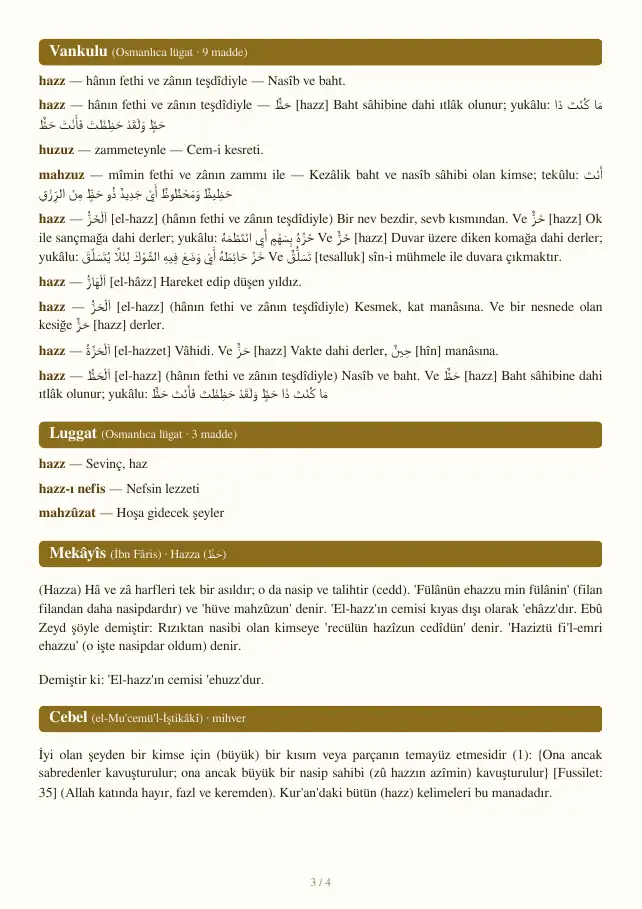 Vankulu (Osmanlıca lügat · 9 madde)
hazz — hânın fethi ve zânın teşdîdiyle — Nasîb ve baht.
hazz — hânın fethi ve zânın teşdîdiyle — حَظٌّ [hazz] Baht sâhibine dahi ıtlâk olunur; yukâlu: مَا كُنْتَ ذَا
حَظٍّ وَلَقَدْ حَظِظْتَ فَأَنْتَ حَظٌّ
huzuz — zammeteynle — Cem-i kesreti.
mahzuz — mîmin fethi ve zânın zammı ile — Kezâlik baht ve nasîb sâhibi olan kimse; tekûlu: أَنْتَ
حَظِيظٌ وَمَحْظُوظٌ أَيْ جَدِيدٌ ذُو حَظٍّ مِنَ الرِّزْقِ
hazz — اَلْخَزُّ [el-hazz] (hânın fethi ve zânın teşdîdiyle) Bir nev bezdir, sevb kısmından. Ve خَزٌّ [hazz] Ok
ile sançmağa dahi derler; yukâlu: خَزَّهُ بِسَهْمٍ أَيِ انْتَظَمَهُ Ve خَزٌّ [hazz] Duvar üzere diken komağa dahi derler;
yukâlu: خَزَّ حَائِطَهُ أَيْ وَضَعَ فِيهِ الشَّوْكَ لِئَلَّا يُتَسَلَّقَ Ve تَسَلُّقٌ [tesalluk] sîn-i mühmele ile duvara çıkmaktır.
hazz — اَلْهَازُّ [el-hâzz] Hareket edip düşen yıldız.
hazz — اَلْحَزُّ [el-hazz] (hânın fethi ve zânın teşdîdiyle) Kesmek, kat manâsına. Ve bir nesnede olan
kesiğe حَزٌّ [hazz] derler.
hazz — اَلْحَزَّةُ [el-hazzet] Vâhidi. Ve حَزٌّ [hazz] Vakte dahi derler, حِينٌ [hîn] manâsına.
hazz — اَلْحَظُّ [el-hazz] (hânın fethi ve zânın teşdîdiyle) Nasîb ve baht. Ve حَظٌّ [hazz] Baht sâhibine dahi
ıtlâk olunur; yukâlu: مَا كُنْتَ ذَا حَظٍّ وَلَقَدْ حَظِظْتَ فَأَنْتَ حَظٌّ
Luggat (Osmanlıca lügat · 3 madde)
hazz — Sevinç, haz
hazz-ı nefis — Nefsin lezzeti
mahzûzat — Hoşa gidecek şeyler
Mekâyîs (İbn Fâris) · Hazza (حَظَّ)
(Hazza) Hâ ve zâ harfleri tek bir asıldır; o da nasip ve talihtir (cedd). 'Fülânün ehazzu min fülânin' (filan
filandan daha nasipdardır) ve 'hüve mahzûzun' denir. 'El-hazz'ın cemisi kıyas dışı olarak 'ehâzz'dır. Ebû
Zeyd şöyle demiştir: Rızıktan nasibi olan kimseye 'recülün hazîzun cedîdün' denir. 'Haziztü fi'l-emri
ehazzu' (o işte nasipdar oldum) denir.
Demiştir ki: 'El-hazz'ın cemisi 'ehuzz'dur.
Cebel (el-Mu'cemü'l-İştikâkî) · mihver
İyi olan şeyden bir kimse için (büyük) bir kısım veya parçanın temayüz etmesidir (1): {Ona ancak
sabredenler kavuşturulur; ona ancak büyük bir nasip sahibi (zû hazzın azîmin) kavuşturulur} [Fussilet:
35] (Allah katında hayır, fazl ve keremden). Kur'an'daki bütün (hazz) kelimeleri bu manadadır.
3 / 4